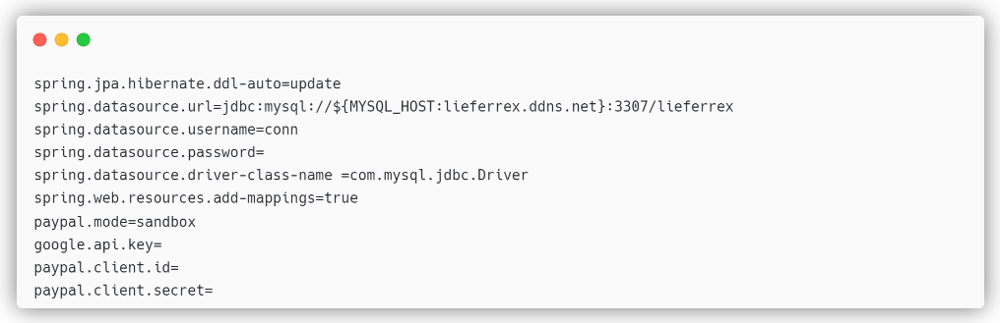 spring.jpa.hibernate.ddl-auto=update
spring.datasource.url=jdbc:mysql://${MYSQL_HOST:lieferrex.ddns.net}:3307/lieferrex
spring.datasource.username=conn
spring.datasource.password=
spring.datasource.driver-class-name =com.mysql.jdbc.Driver
spring.web.resources.add-mappings=true
paypal.mode=sandbox
google.api.key=
paypal.client.id=
paypal.client.secret=